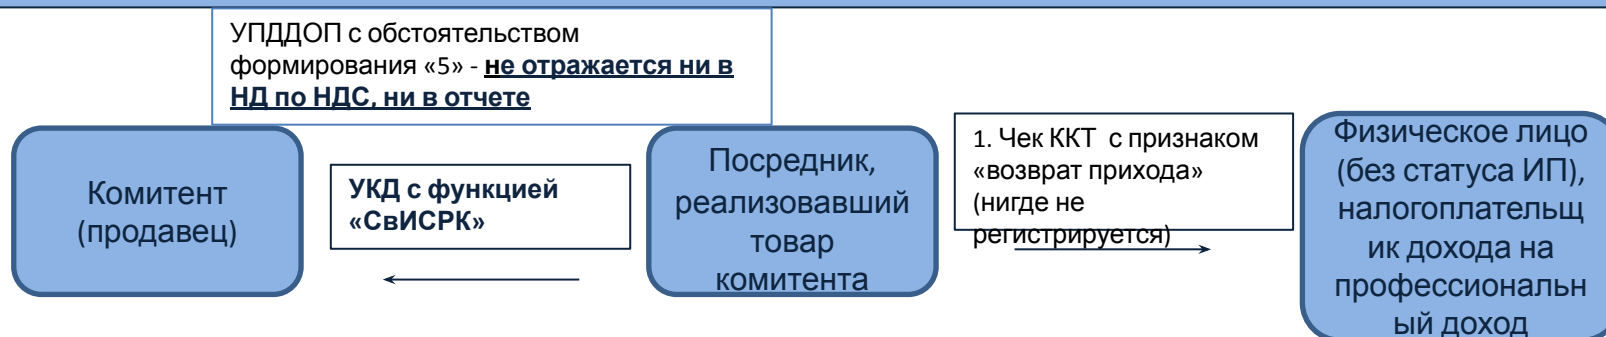 УПДДОП с обстоятельством
формирования «5» - не отражается ни в
НД по НДС, ни в отчете
Комитент
(продавец)
УКД с функцией
«СвИСРК»
Посредник,
реализовавший
товар
комитента
1. Чек ККТ с признаком
«возврат прихода»
(нигде не
регистрируется)
Физическое лицо
(без статуса ИП),
налогоплательщ
ик дохода на
профессиональн
ый доход